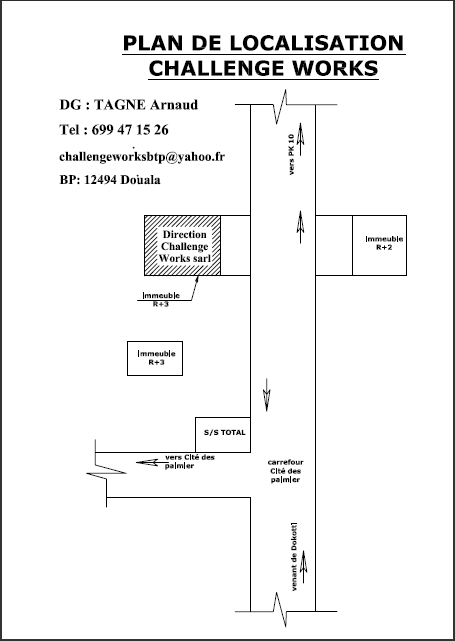 PLAN DE LOCALISATION
CHALLENGE WORKS
DG : TAGNE Arnaud
Tel : 699 47 15 26
challengeworksbtp@yahoo.fr
BP: 12494 Douala
vers PK 10
Direction
Challenge
Works sarl
immeuble
R+2
immeuble
R+3
immeuble
R+3
S/S TOTAL
vers Cité des
palmier
carrefour
Cité des
palmier
venant de Dokotti